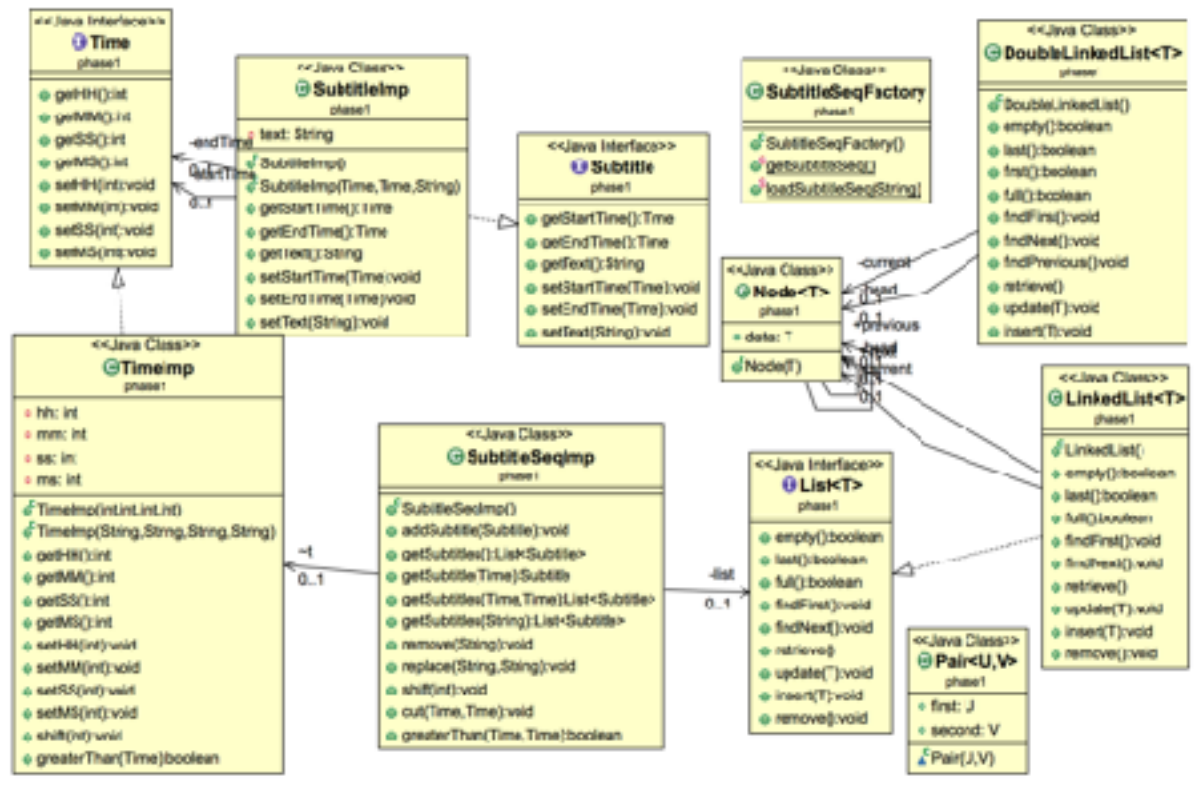 <<Java Interface>>
Time
phase1
getHH():int
getMM():int
getSS():int
getMS():int
setHH(int):void
setMM(int):void
setSS(int):void
setMS(int):void
<<Java Class>>
SubtitleImp
phase1
text: String
SubtitleImp()
SubtitleImp(Time,Time,String)
getStartTime():Time
getEndTime():Time
getText():String
setStartTime(Time):void
setEndTime(Time):void
setText(String):void
-endTime
0..1
-startTime
0..1
<<Java Interface>>
Subtitle
phase1
getStartTime():Time
getEndTime():Time
getText():String
setStartTime(Time):void
setEndTime(Time):void
setText(String):void
<<Java Class>>
SubtitleSeqFactory
phase1
SubtitleSeqFactory()
getSubtitleSeq()
loadSubtitleSeq(String)
<<Java Class>>
DoubleLinkedList<T>
phase1
DoubleLinkedList()
empty():boolean
last():boolean
first():boolean
full():boolean
findFirst():void
findNext():void
findPrevious():void
retrieve()
update(T):void
insert(T):void
<<Java Class>>
Node<T>
phase1
data: T
Node(T)
-current
-head
0..1
0..1
+previous
0..1
<<Java Class>>
LinkedList<T>
phase1
LinkedList()
empty():boolean
last():boolean
full():boolean
findFirst():void
findNext():void
retrieve()
update(T):void
insert(T):void
remove():void
<<Java Class>>
TimeImp
phase1
hh: int
mm: int
ss: int
ms: int
TimeImp(int,int,int,int)
TimeImp(String,String,String,String)
getHH():int
getMM():int
getSS():int
getMS():int
setHH(int):void
setMM(int):void
setSS(int):void
setMS(int):void
shift(int):void
greaterThan(Time):boolean
~t
0..1
<<Java Class>>
SubtitleSeqImp
phase1
SubtitleSeqImp()
addSubtitle(Subtitle):void
getSubtitles():List<Subtitle>
getSubtitle(Time):Subtitle
getSubtitles(Time,Time):List<Subtitle>
getSubtitles(String):List<Subtitle>
remove(String):void
replace(String,String):void
shift(int):void
cut(Time,Time):void
greaterThan(Time,Time):boolean
-list
0..1
<<Java Interface>>
List<T>
phase1
empty():boolean
last():boolean
full():boolean
findFirst():void
findNext():void
retrieve()
update(T):void
insert(T):void
remove():void
<<Java Class>>
Pair<U,V>
phase1
first: U
second: V
Pair(U,V)